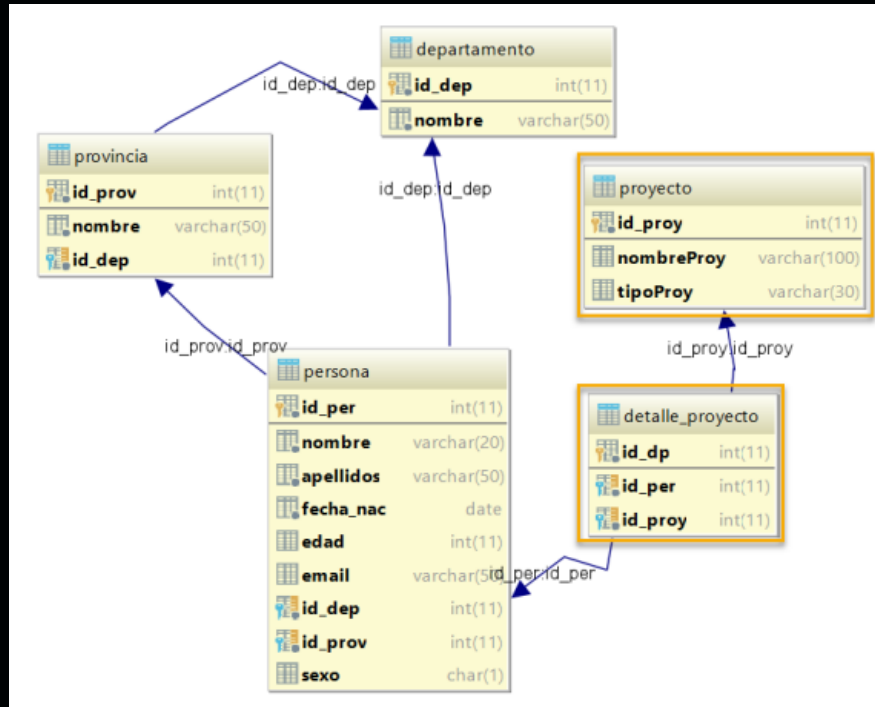 departamento
id_dep int(11)
nombre varchar(50)
id_dep:id_dep
provincia
id_prov int(11)
nombre varchar(50)
id_dep int(11)
id_dep:id_dep
proyecto
id_proy int(11)
nombreProy varchar(100)
tipoProy varchar(30)
id_prov:id_prov
id_proy:id_proy
persona
id_per int(11)
nombre varchar(20)
apellidos varchar(50)
fecha_nac date
edad int(11)
email varchar(50)
id_dep int(11)
id_prov int(11)
sexo char(1)
detalle_proyecto
id_dp int(11)
id_per int(11)
id_proy int(11)
id_per:id_per